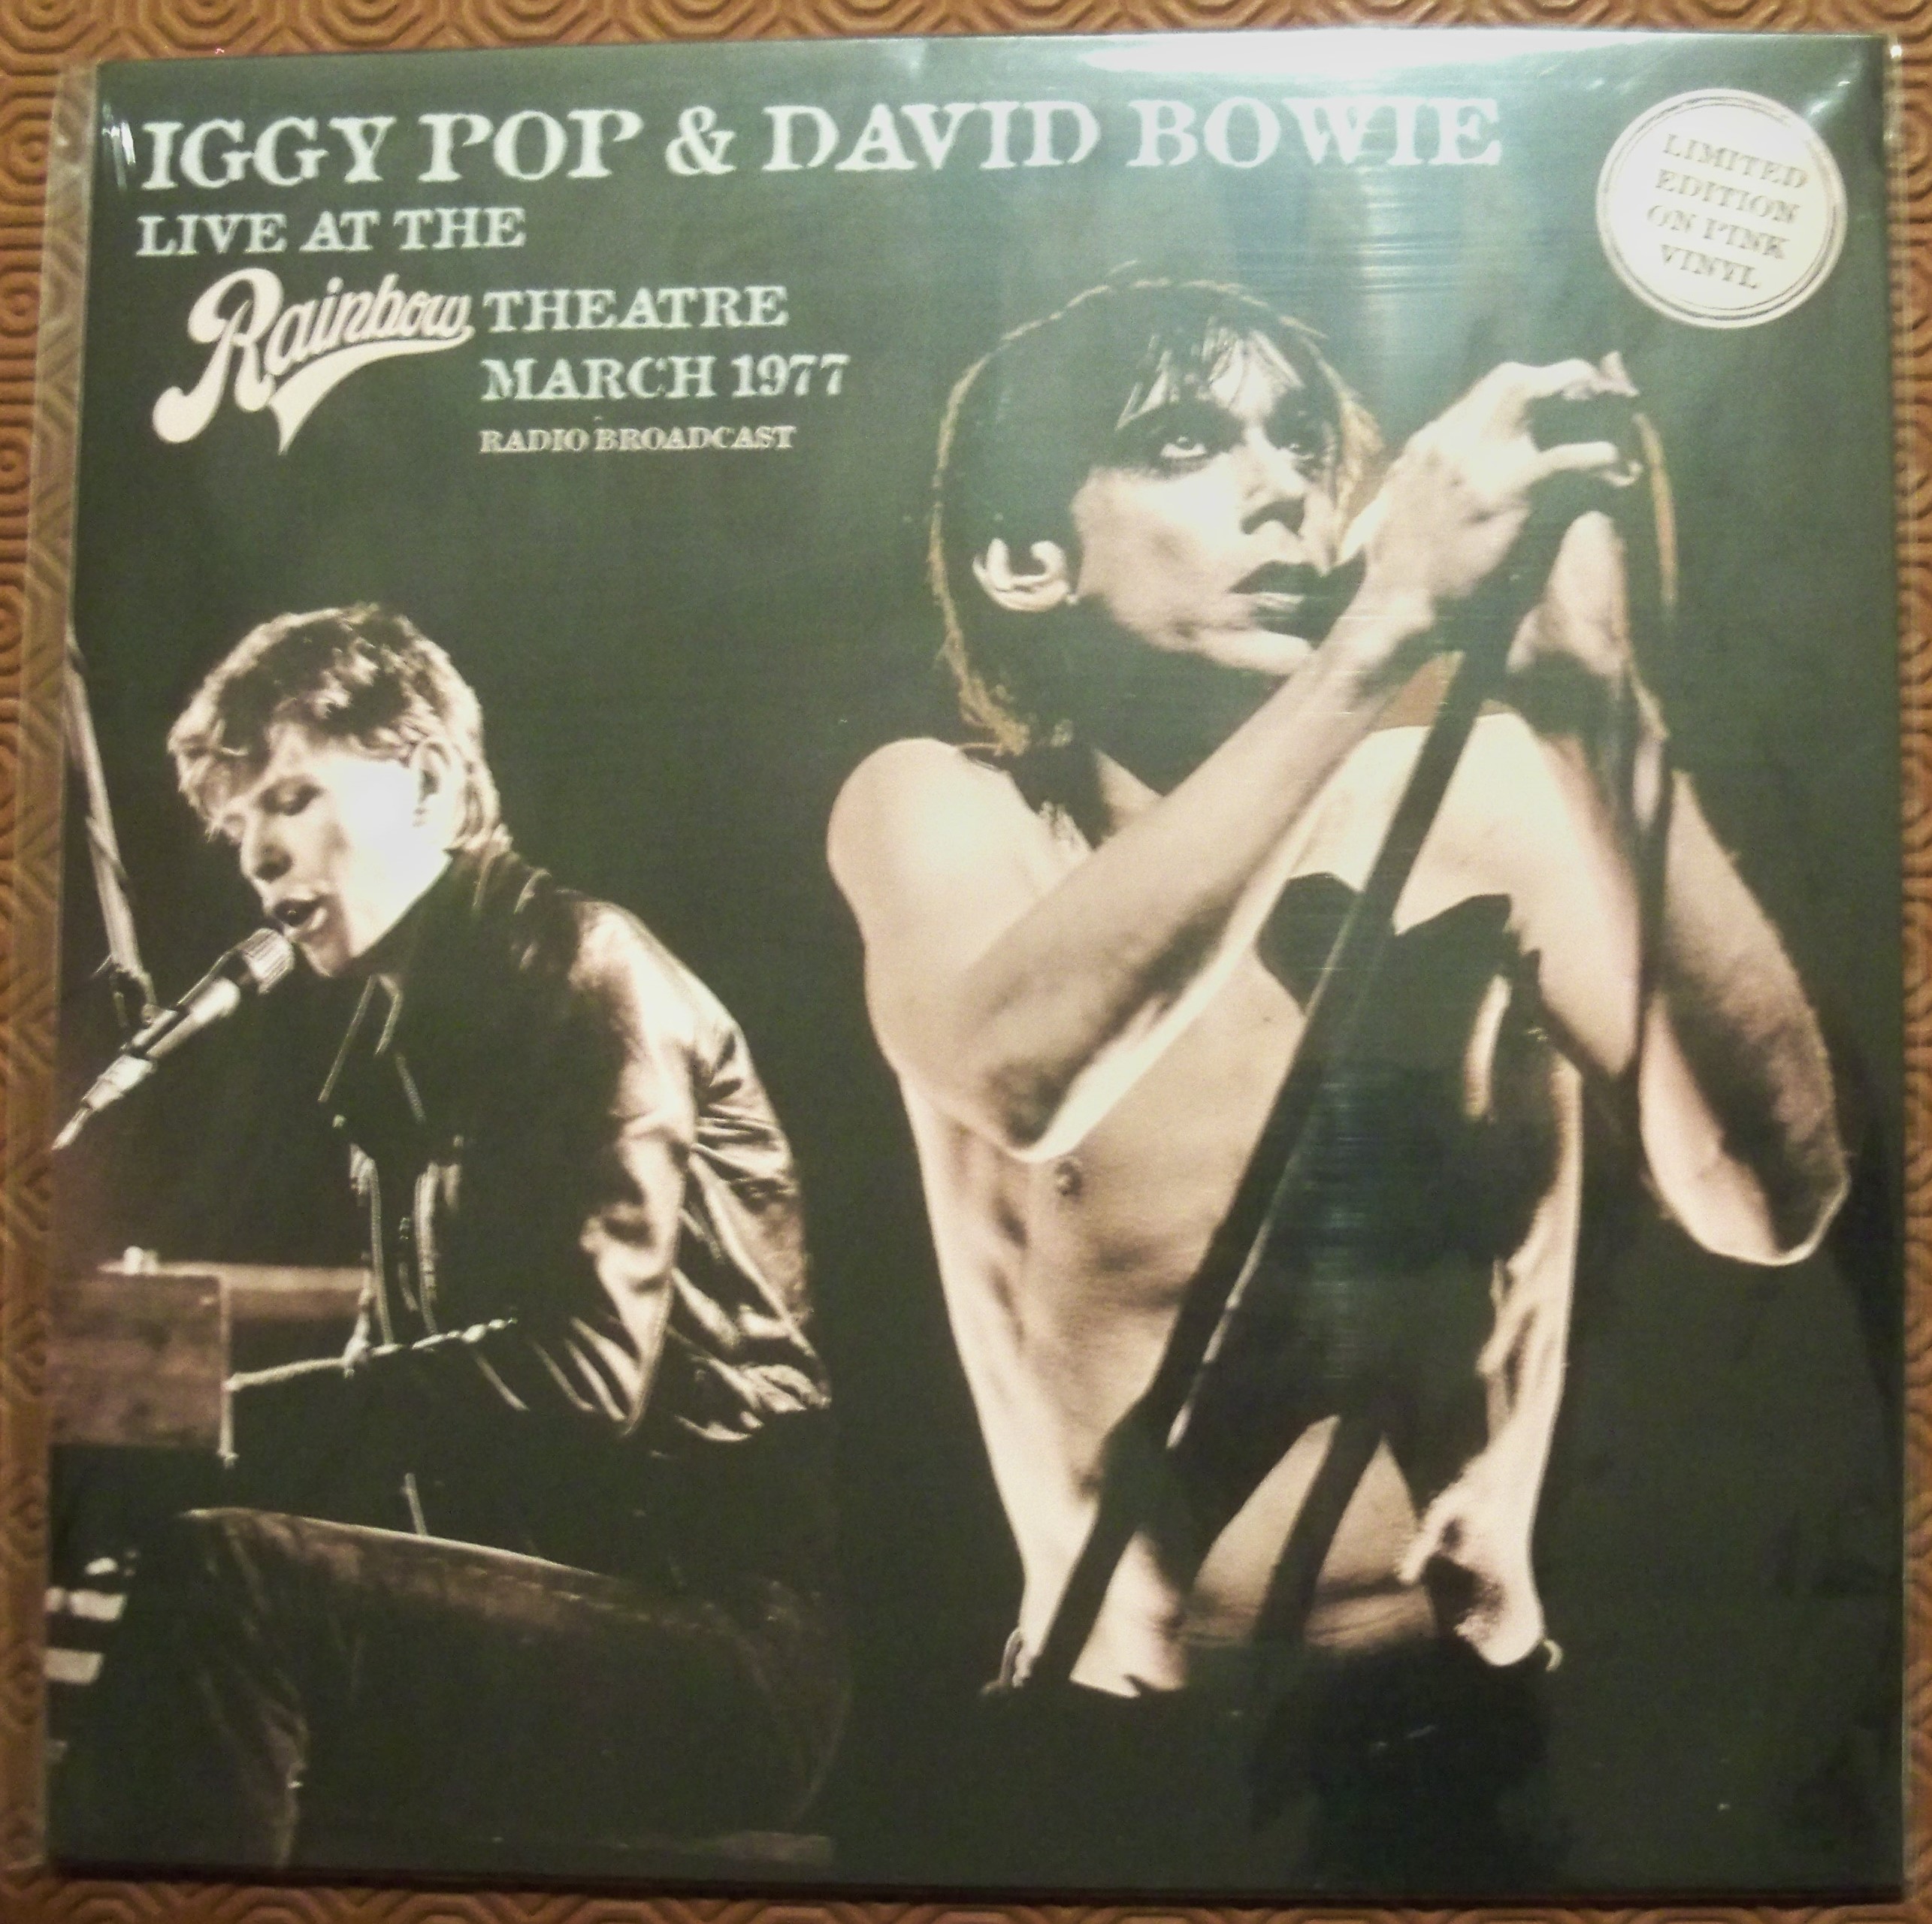 IGGY POP & DAVID BOWIE
LIVE AT THE
Rainbow THEATRE
MARCH 1977
RADIO BROADCAST
LIMITED
EDITION
ON PINK
VINYL